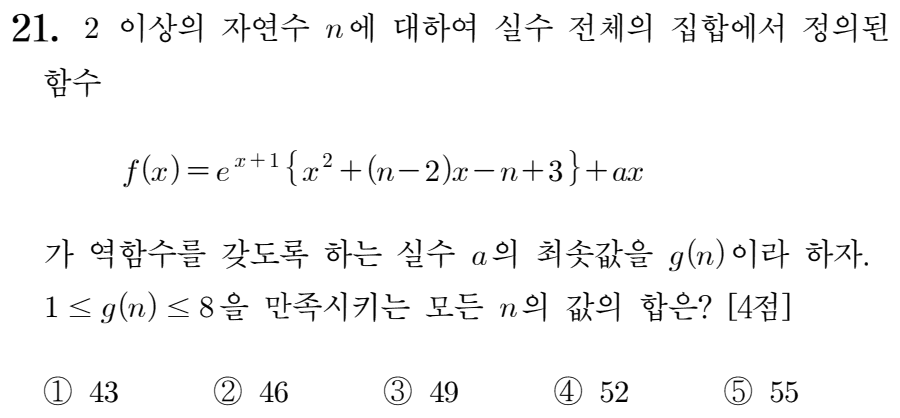 21. 2 이상의 자연수 n에 대하여 실수 전체의 집합에서 정의된
함수
f(x)=e^{x+1}{x^2+(n-2)x-n+3}+ax
가 역함수를 갖도록 하는 실수 a의 최솟값을 g(n)이라 하자.
1≤g(n)≤8을 만족시키는 모든 n의 값의 합은? [4점]
① 43 ② 46 ③ 49 ④ 52 ⑤ 55